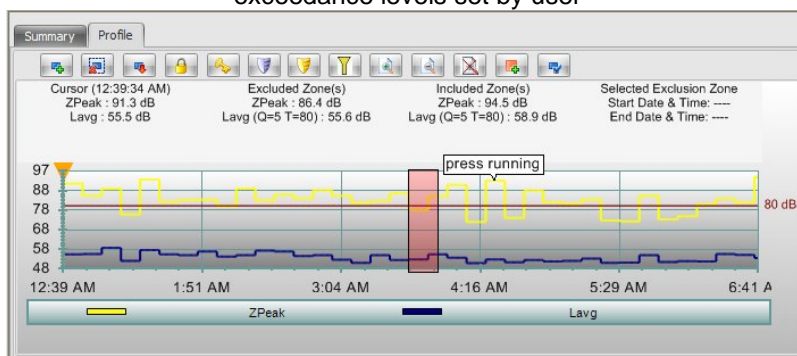 exceedance levels set by user
Summary Profile
Cursor (12:39:34 AM) Excluded Zone(s) Included Zone(s) Selected Exclusion Zone
ZPeak : 91.3 dB ZPeak : 86.4 dB ZPeak : 94.5 dB Start Date & Time: ----
Lavg : 55.5 dB Lavg (Q=5 T=80) : 55.6 dB Lavg (Q=5 T=80) : 58.9 dB End Date & Time: ----
press running
97
88
78
68
58
48
80 dB
12:39 AM 1:51 AM 3:04 AM 4:16 AM 5:29 AM 6:41 A
ZPeak Lavg